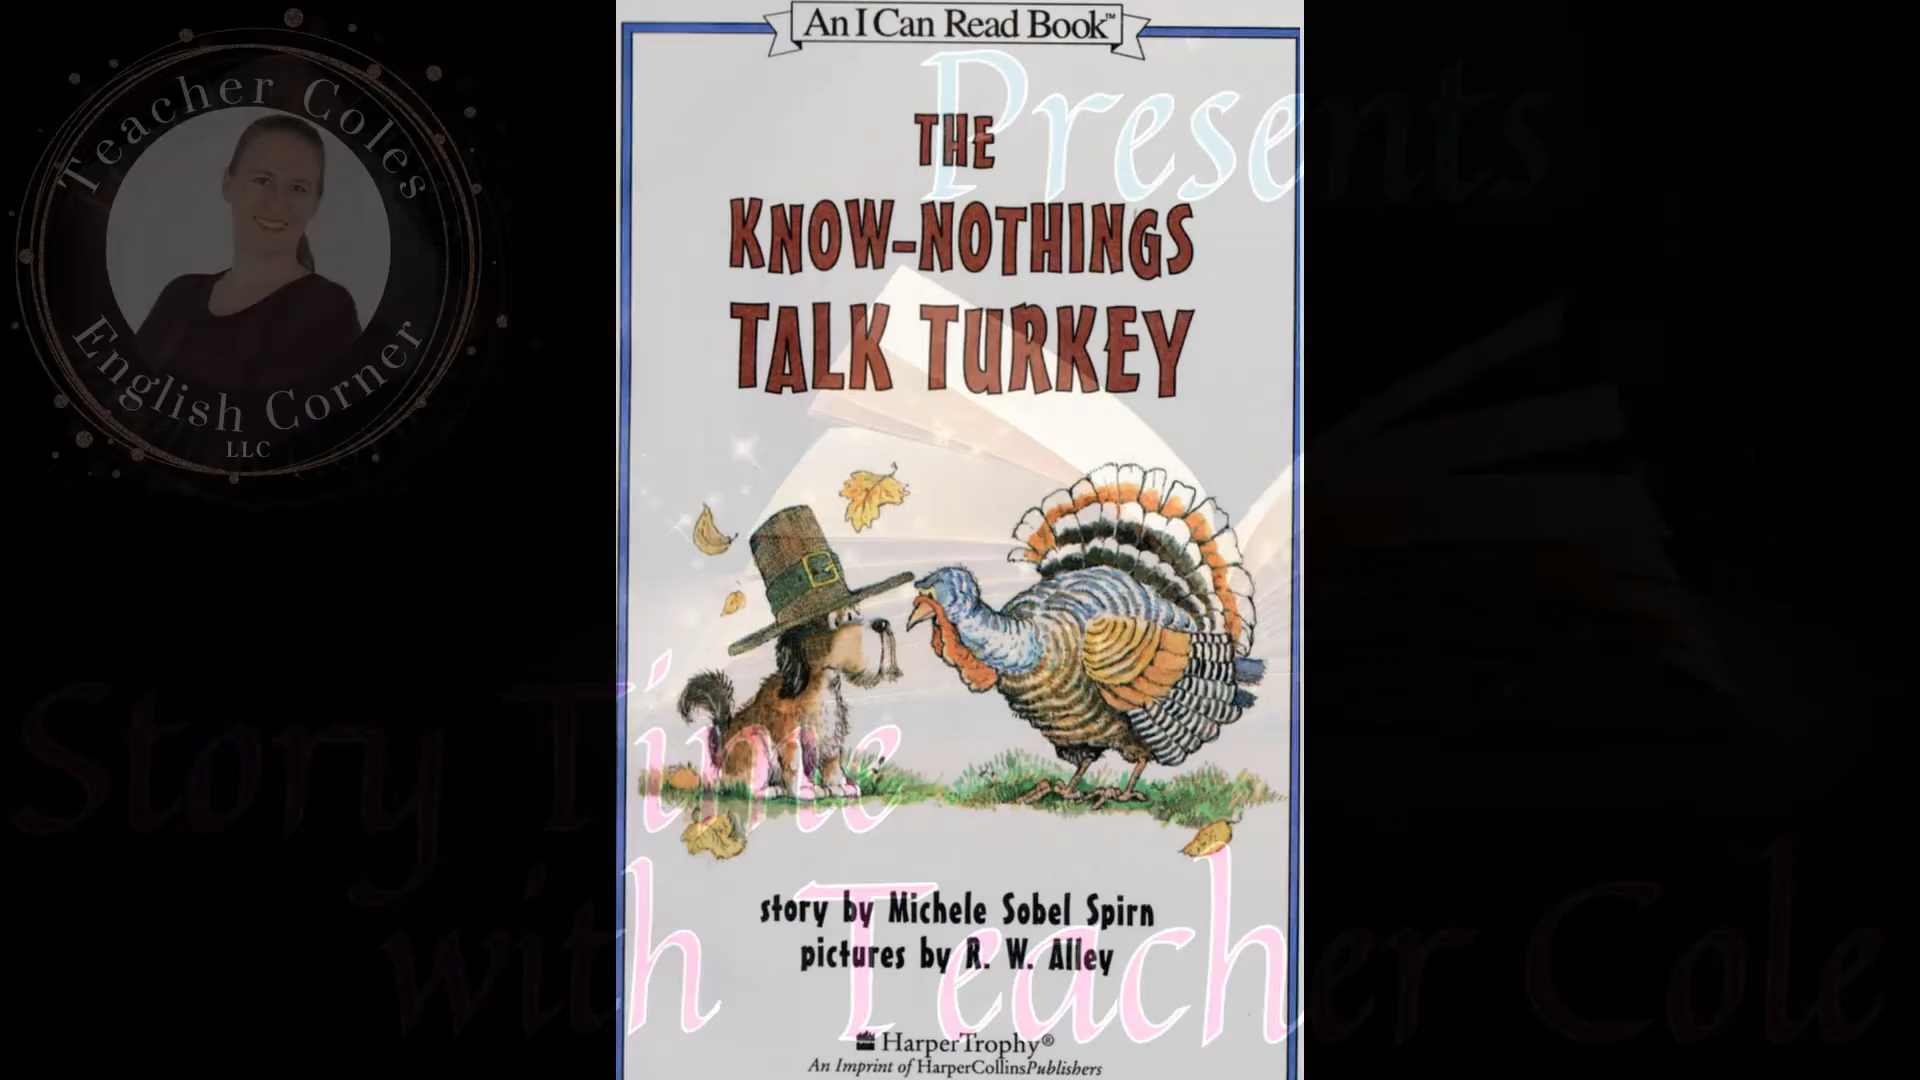 Teacher Coles
English Corner
LLC
Presents
Story Time
with Teacher Cole
An I Can Read Book™
THE
KNOW-NOTHINGS
TALK TURKEY
story by Michele Sobel Spirn
pictures by R. W. Alley
HarperTrophy®
An Imprint of HarperCollinsPublishers